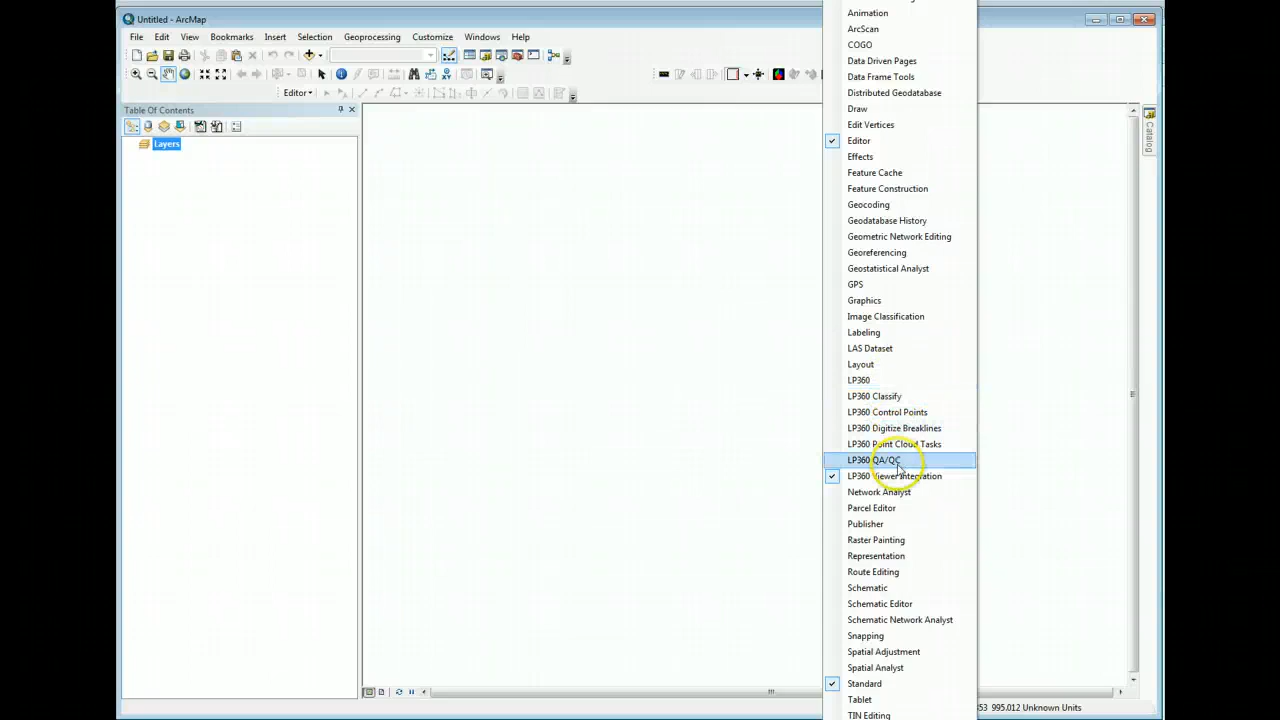 Untitled - ArcMap
File Edit View Bookmarks Insert Selection Geoprocessing Customize Windows Help
Editor
Table Of Contents
Layers
Catalog
Animation
ArcScan
COGO
Data Driven Pages
Data Frame Tools
Distributed Geodatabase
Draw
Edit Vertices
Editor
Effects
Feature Cache
Feature Construction
Geocoding
Geodatabase History
Geometric Network Editing
Georeferencing
Geostatistical Analyst
GPS
Graphics
Image Classification
Labeling
LAS Dataset
Layout
LP360
LP360 Classify
LP360 Control Points
LP360 Digitize Breaklines
LP360 Point Cloud Tasks
LP360 QA/QC
LP360 Viewer Integration
Network Analyst
Parcel Editor
Publisher
Raster Painting
Representation
Route Editing
Schematic
Schematic Editor
Schematic Network Analyst
Snapping
Spatial Adjustment
Spatial Analyst
Standard
Tablet
TIN Editing
995.012 Unknown Units